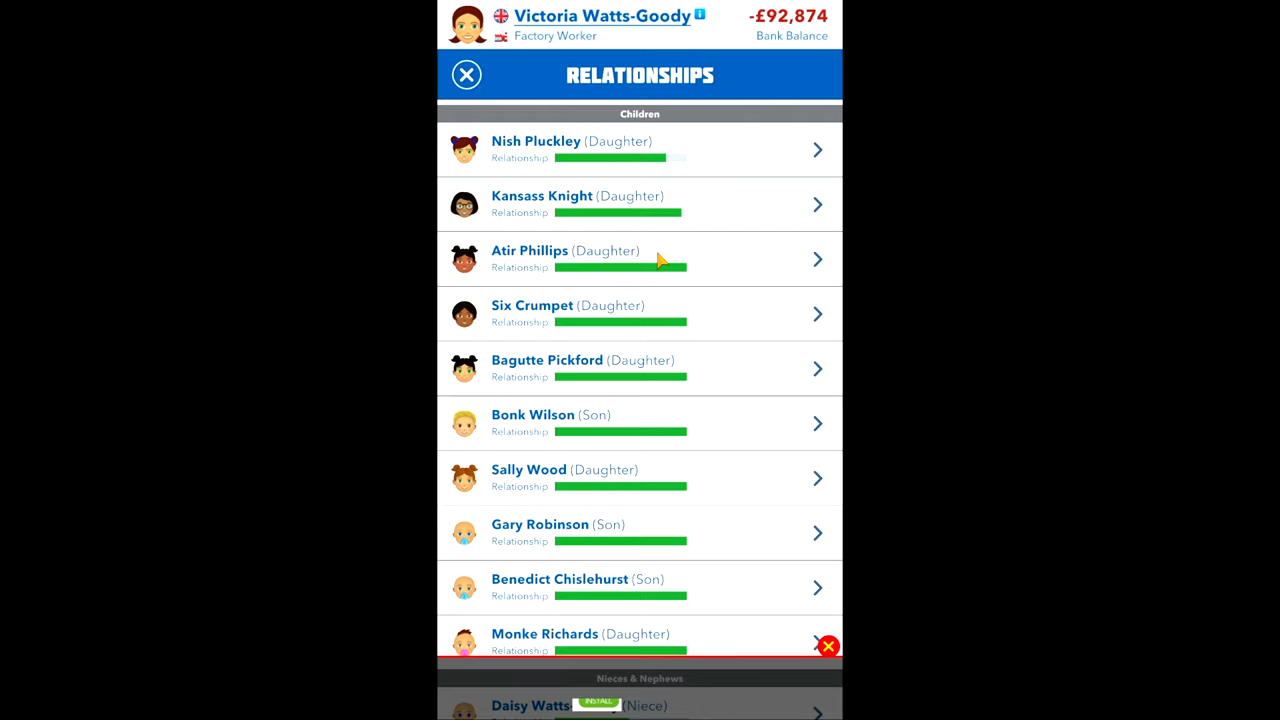 Victoria Watts-Goody i
-£92,874
Factory Worker
Bank Balance
RELATIONSHIPS
Children
Nish Pluckley (Daughter)
Relationship
Kansass Knight (Daughter)
Relationship
Atir Phillips (Daughter)
Relationship
Six Crumpet (Daughter)
Relationship
Bagutte Pickford (Daughter)
Relationship
Bonk Wilson (Son)
Relationship
Sally Wood (Daughter)
Relationship
Gary Robinson (Son)
Relationship
Benedict Chislehurst (Son)
Relationship
Monke Richards (Daughter)
Relationship
Nieces & Nephews
Daisy Watts- (Niece)
INSTALL